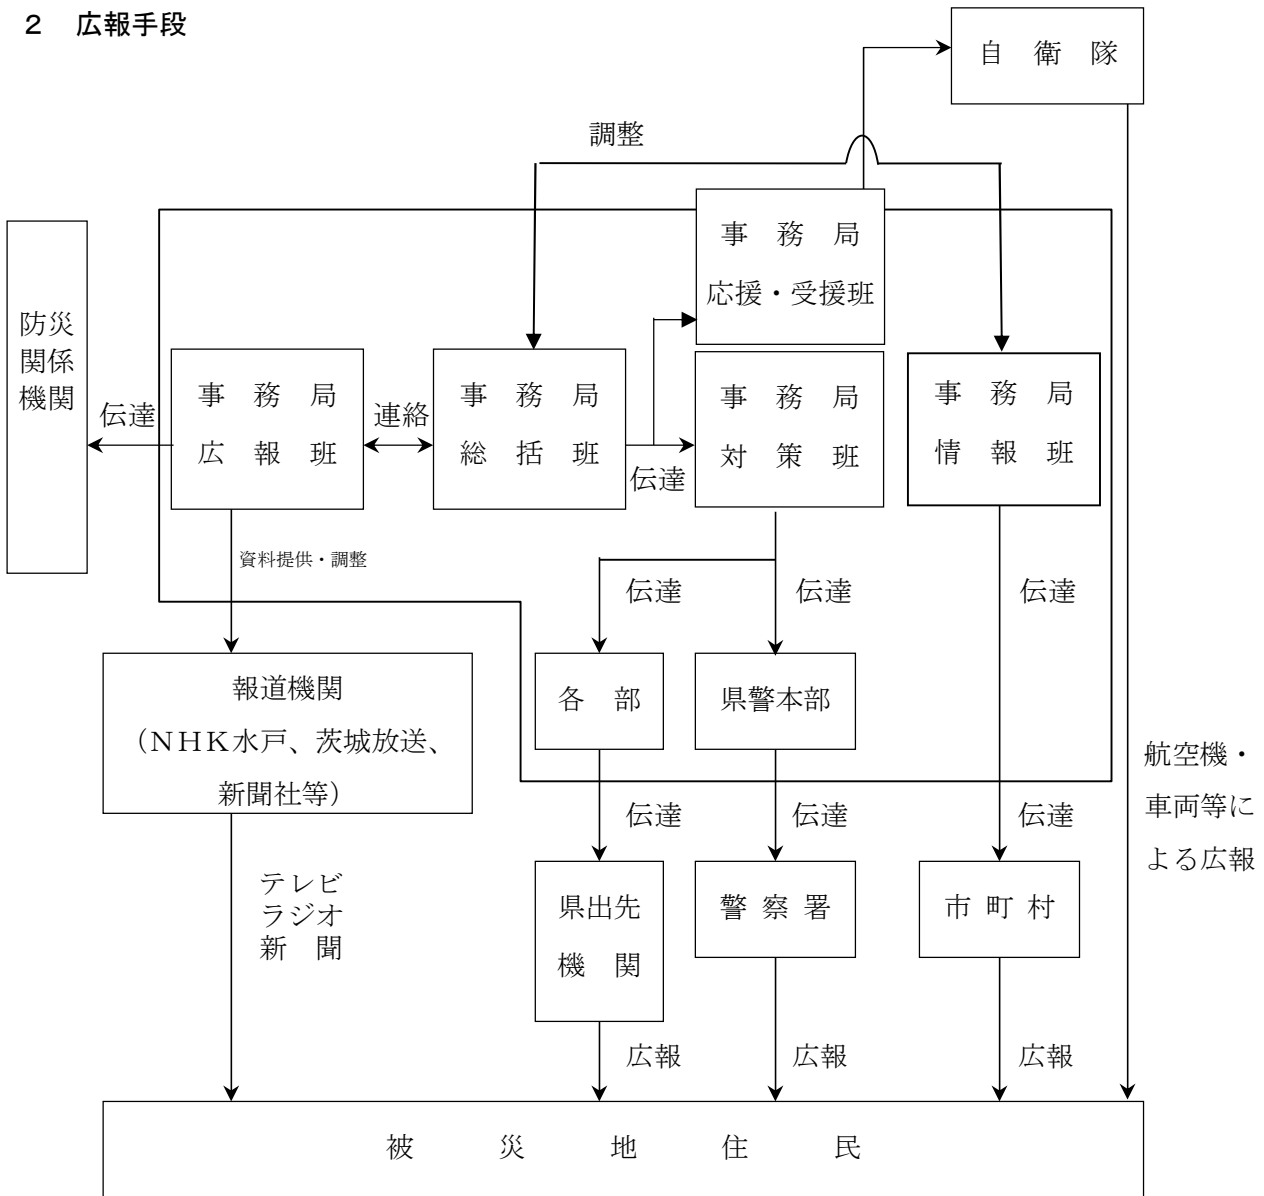 ２　広報手段
自　衛　隊
調整
事　務　局
応援・受援班
防災
関係
機関
伝達
事　務　局
広　報　班
連絡
事　務　局
総　括　班
伝達
事　務　局
対　策　班
事　務　局
情　報　班
資料提供・調整
伝達
伝達
伝達
報道機関
（ＮＨＫ水戸、茨城放送、
新聞社等）
各　部
県警本部
航空機・
車両等に
よる広報
伝達
伝達
伝達
テレビ
ラジオ
新　聞
県出先
機　関
警 察 署
市 町 村
広報
広報
広報
被　災　地　住　民